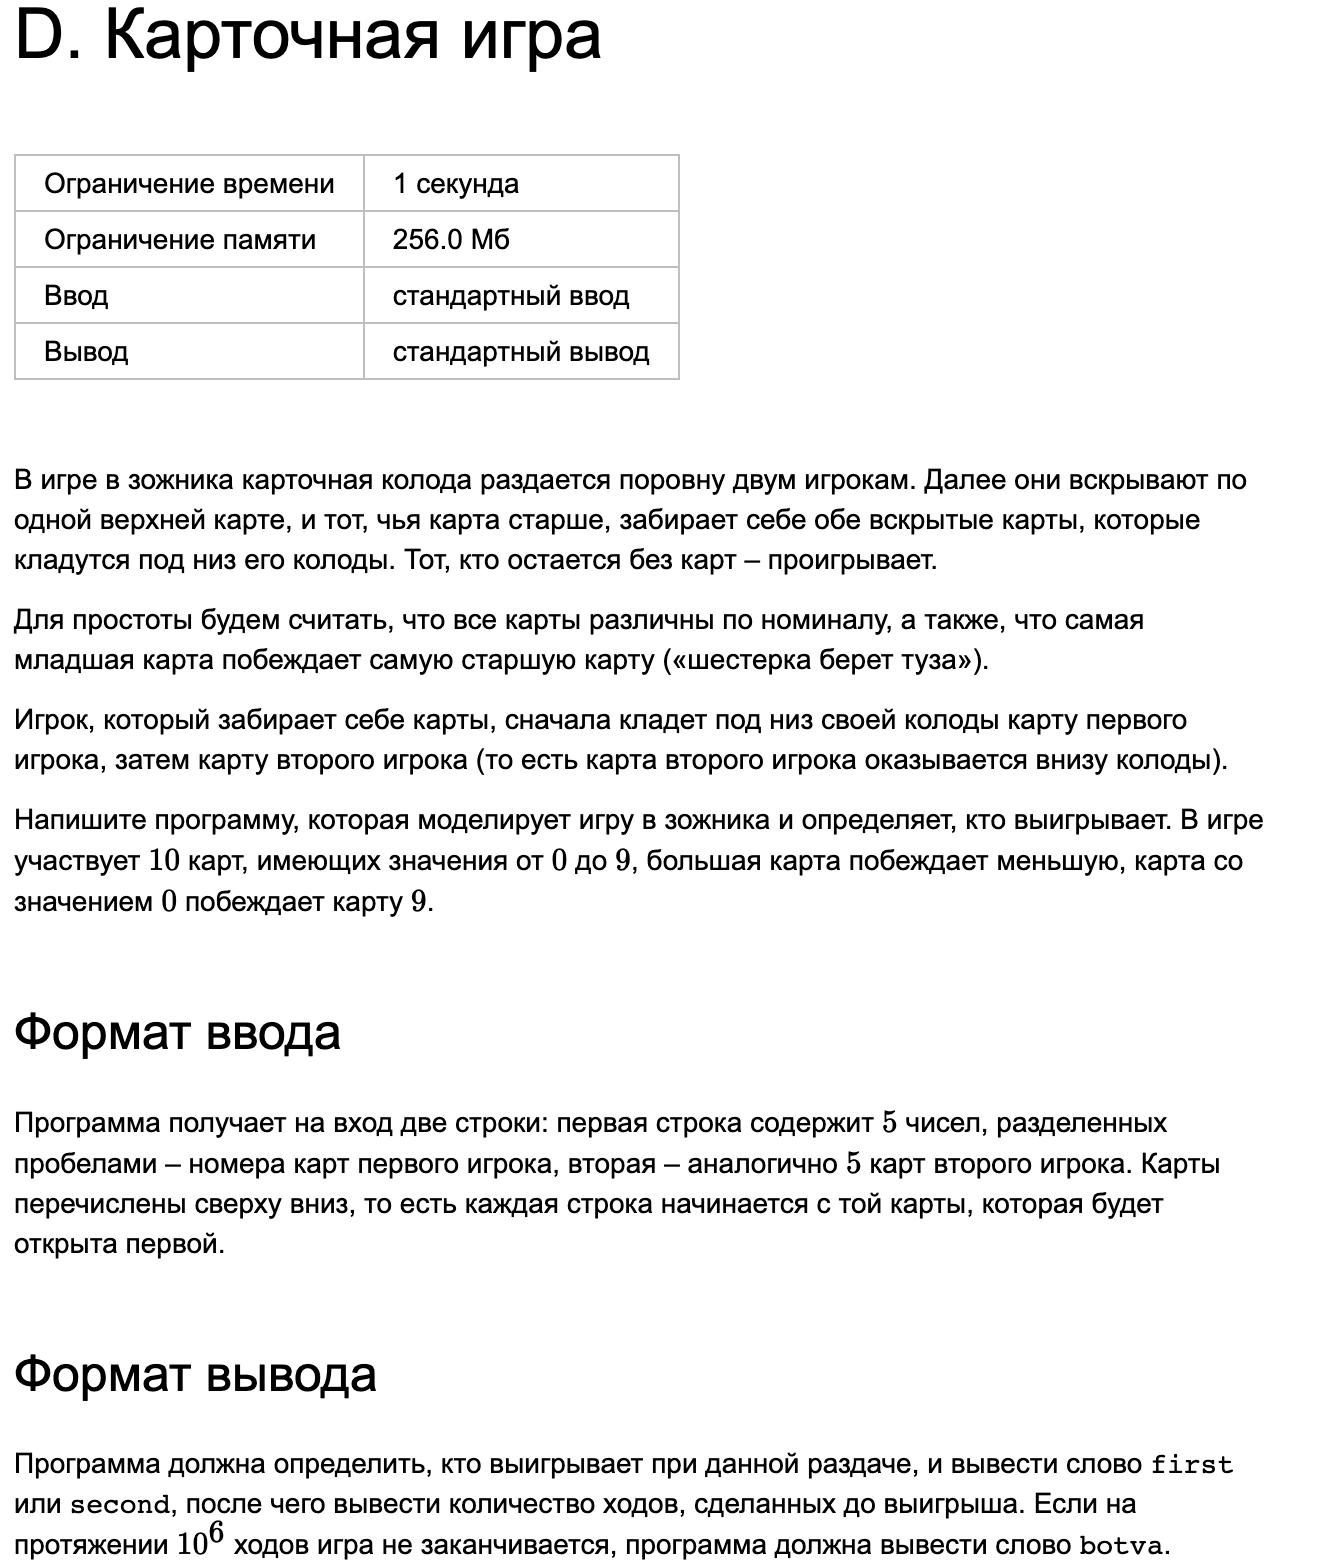 D. Карточная игра
Ограничение времени 1 секунда
Ограничение памяти 256.0 Мб
Ввод стандартный ввод
Вывод стандартный вывод
В игре в зожника карточная колода раздается поровну двум игрокам. Далее они вскрывают по
одной верхней карте, и тот, чья карта старше, забирает себе обе вскрытые карты, которые
кладутся под низ его колоды. Тот, кто остается без карт – проигрывает.
Для простоты будем считать, что все карты различны по номиналу, а также, что самая
младшая карта побеждает самую старшую карту («шестерка берет туза»).
Игрок, который забирает себе карты, сначала кладет под низ своей колоды карту первого
игрока, затем карту второго игрока (то есть карта второго игрока оказывается внизу колоды).
Напишите программу, которая моделирует игру в зожника и определяет, кто выигрывает. В игре
участвует 10 карт, имеющих значения от 0 до 9, большая карта побеждает меньшую, карта со
значением 0 побеждает карту 9.
Формат ввода
Программа получает на вход две строки: первая строка содержит 5 чисел, разделенных
пробелами – номера карт первого игрока, вторая – аналогично 5 карт второго игрока. Карты
перечислены сверху вниз, то есть каждая строка начинается с той карты, которая будет
открыта первой.
Формат вывода
Программа должна определить, кто выигрывает при данной раздаче, и вывести слово first
или second, после чего вывести количество ходов, сделанных до выигрыша. Если на
протяжении 10⁶ ходов игра не заканчивается, программа должна вывести слово botva.